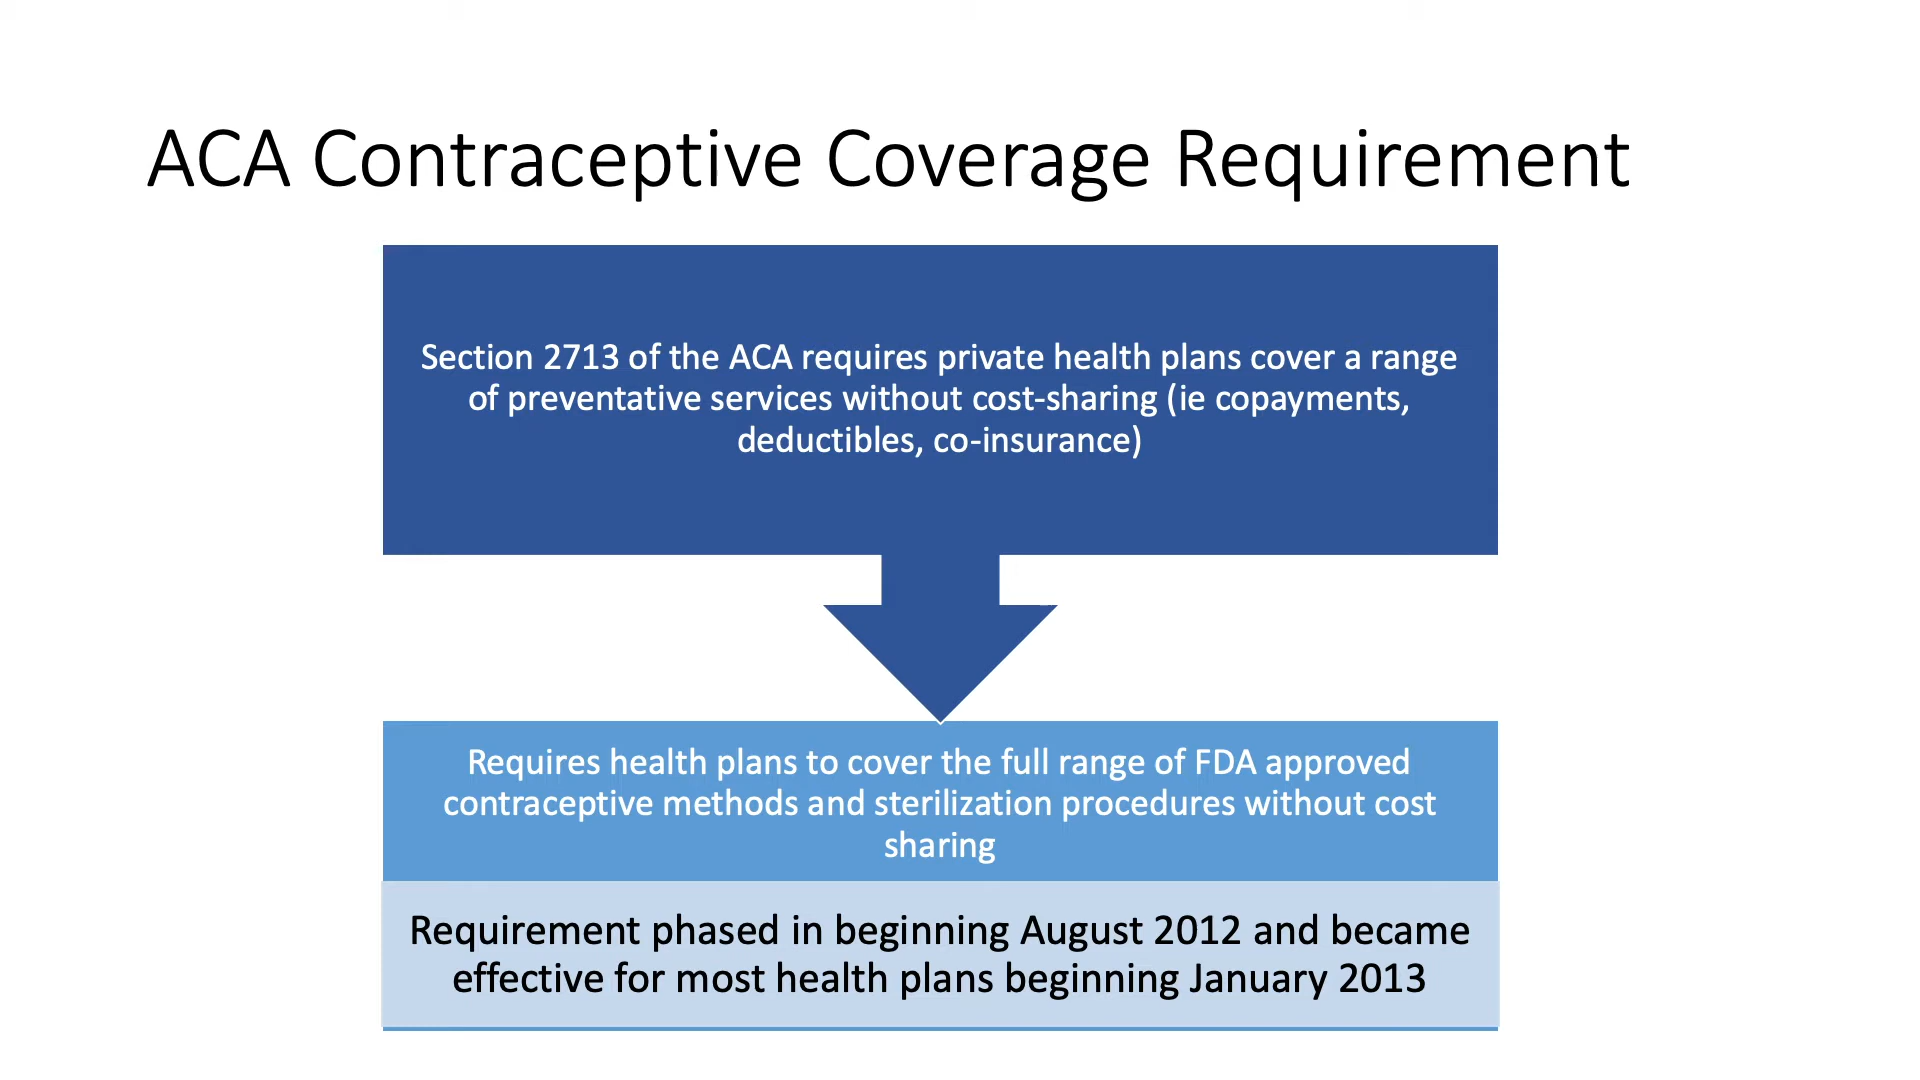 ACA Contraceptive Coverage Requirement
Section 2713 of the ACA requires private health plans cover a range
of preventative services without cost-sharing (ie copayments,
deductibles, co-insurance)
Requires health plans to cover the full range of FDA approved
contraceptive methods and sterilization procedures without cost
sharing
Requirement phased in beginning August 2012 and became
effective for most health plans beginning January 2013